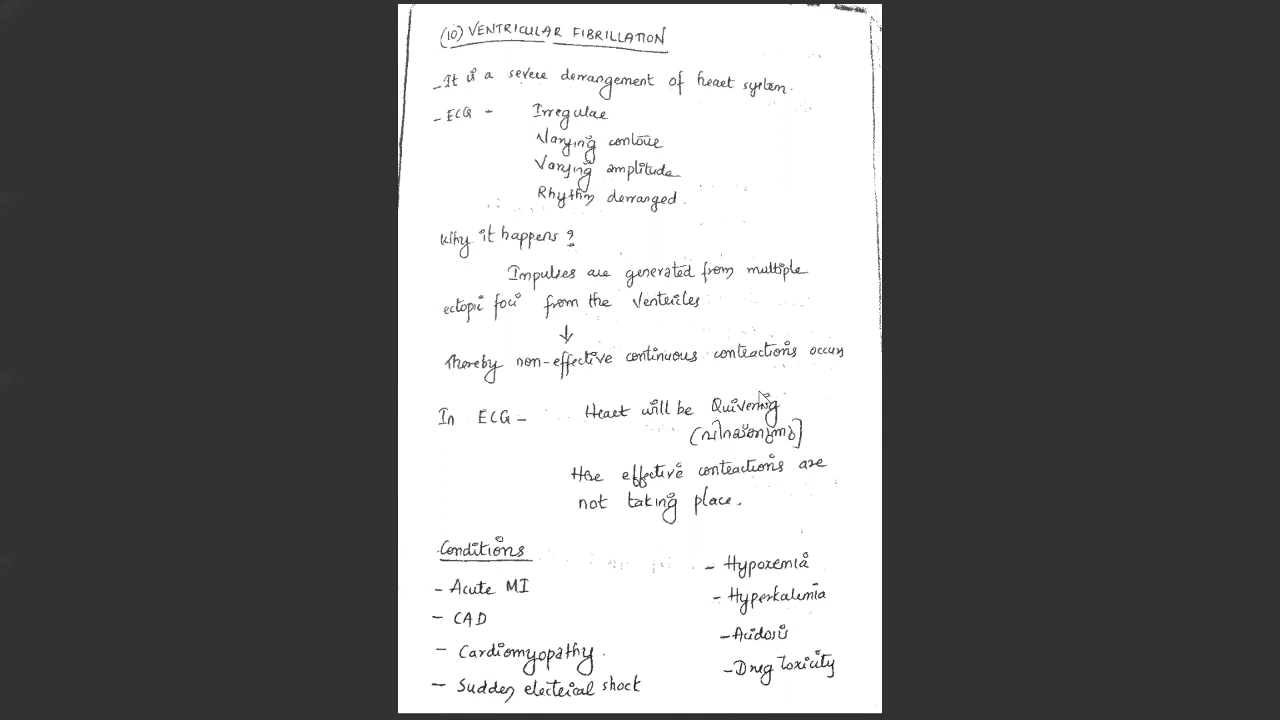 (10) VENTRICULAR FIBRILLATION
- It is a severe derrangement of heart system.
- ECG - Irregular
Varying contour
Varying amplitude
Rhythm derranged.
Why it happens?
Impulses are generated from multiple
ectopic foci from the Ventricles
↓
Thereby non-effective continuous contractions occurs
In ECG - Heart will be Quivering
Here effective contractions are
not taking place.
Conditions
- Acute MI
- CAD
- Cardiomyopathy.
- Sudden electrical shock
- Hypoxemia
- Hyperkalemia
- Acidosis
- Drug toxicity